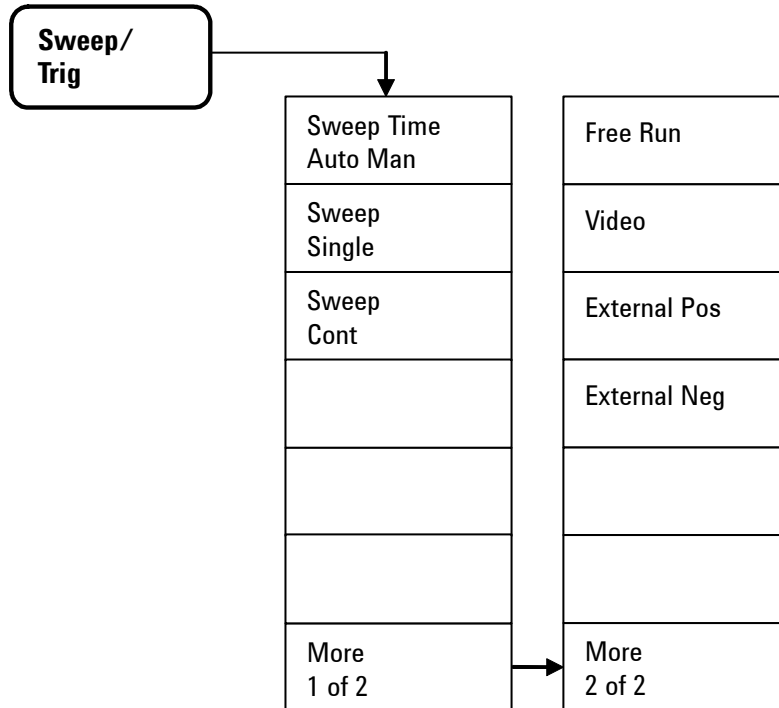 Sweep/
Trig
Sweep Time
Auto Man
Sweep
Single
Sweep
Cont
More
1 of 2
Free Run
Video
External Pos
External Neg
More
2 of 2